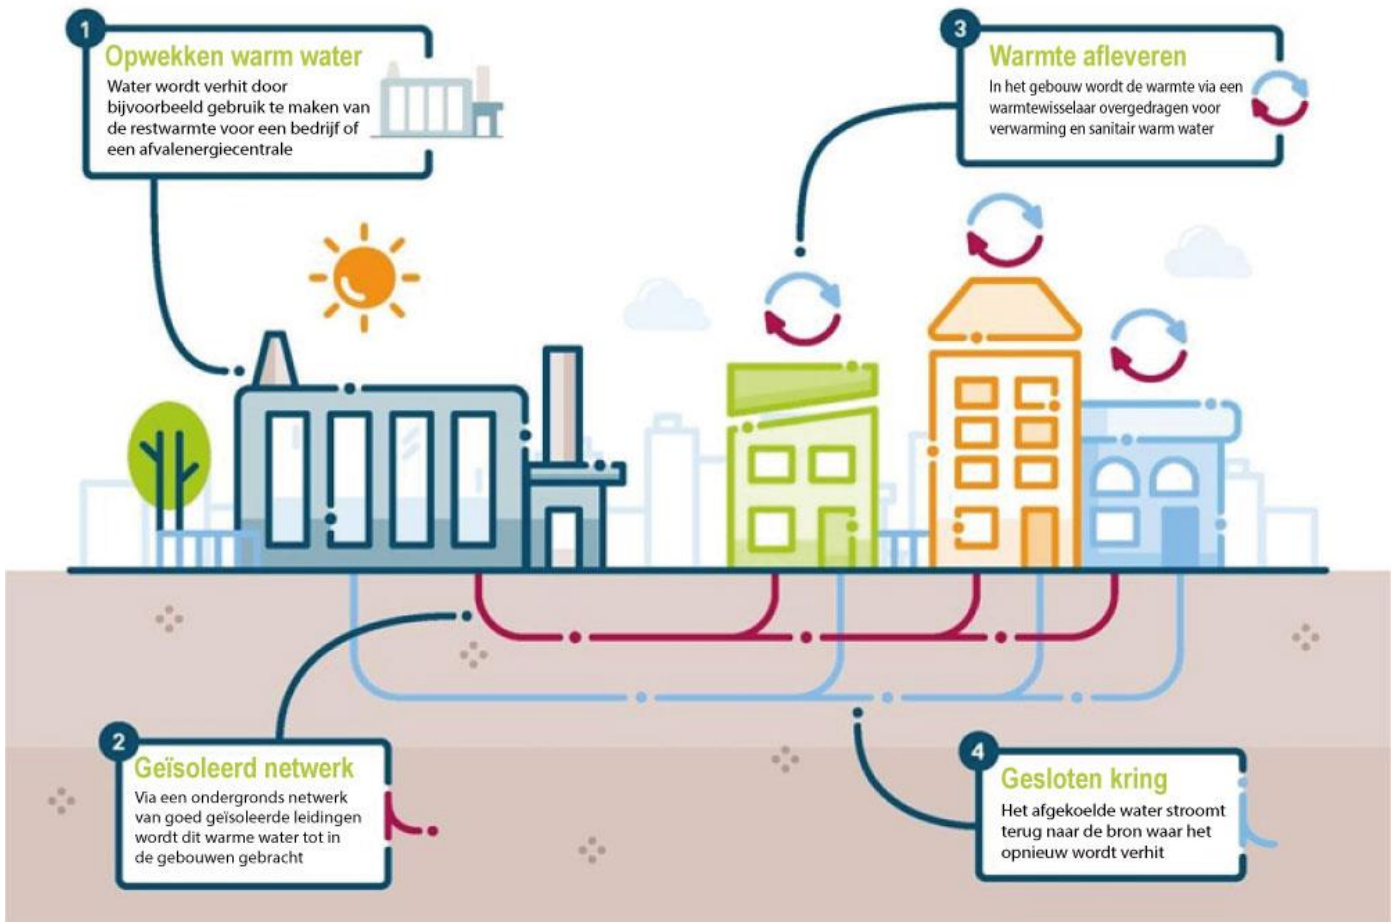 1
Opwekken warm water
Water wordt verhit door
bijvoorbeeld gebruik te maken van
de restwarmte voor een bedrijf of
een afvalenergiecentrale
3
Warmte afleveren
In het gebouw wordt de warmte via een
warmtewisselaar overgedragen voor
verwarming en sanitair warm water
2
Geïsoleerd netwerk
Via een ondergronds netwerk
van goed geïsoleerde leidingen
wordt dit warme water tot in
de gebouwen gebracht
4
Gesloten kring
Het afgekoelde water stroomt
terug naar de bron waar het
opnieuw wordt verhit